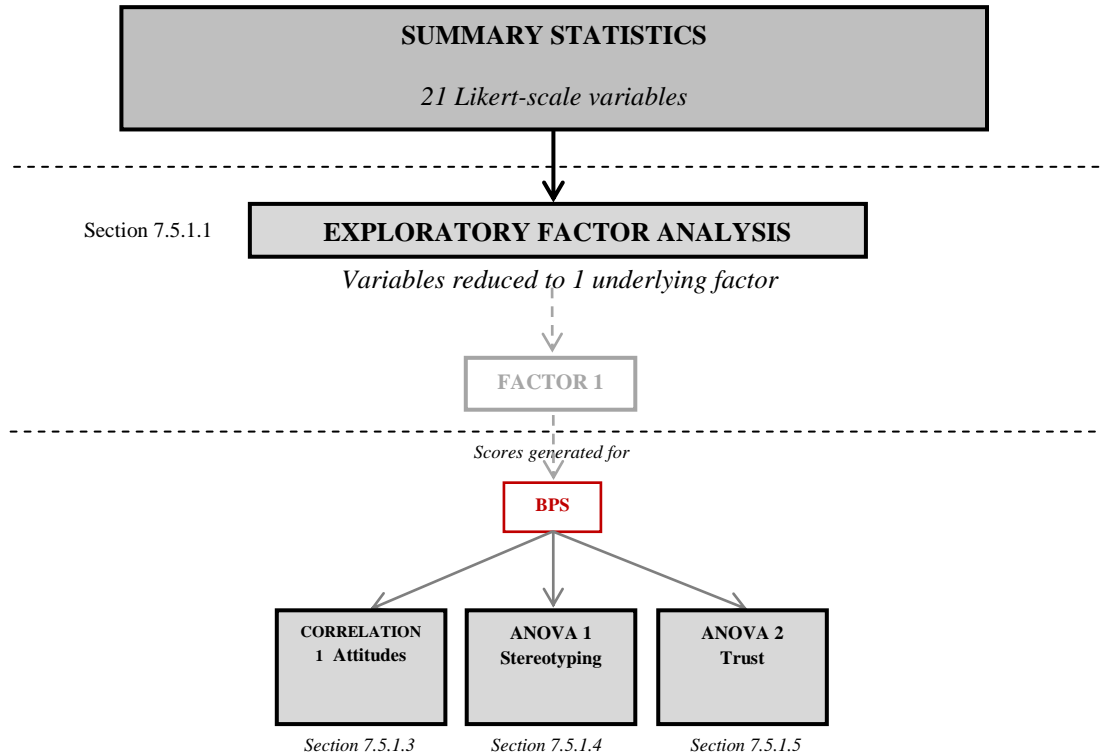 SUMMARY STATISTICS
21 Likert-scale variables
Section 7.5.1.1
EXPLORATORY FACTOR ANALYSIS
Variables reduced to 1 underlying factor
FACTOR 1
Scores generated for
BPS
CORRELATION
1 Attitudes
ANOVA 1
Stereotyping
ANOVA 2
Trust
Section 7.5.1.3
Section 7.5.1.4
Section 7.5.1.5